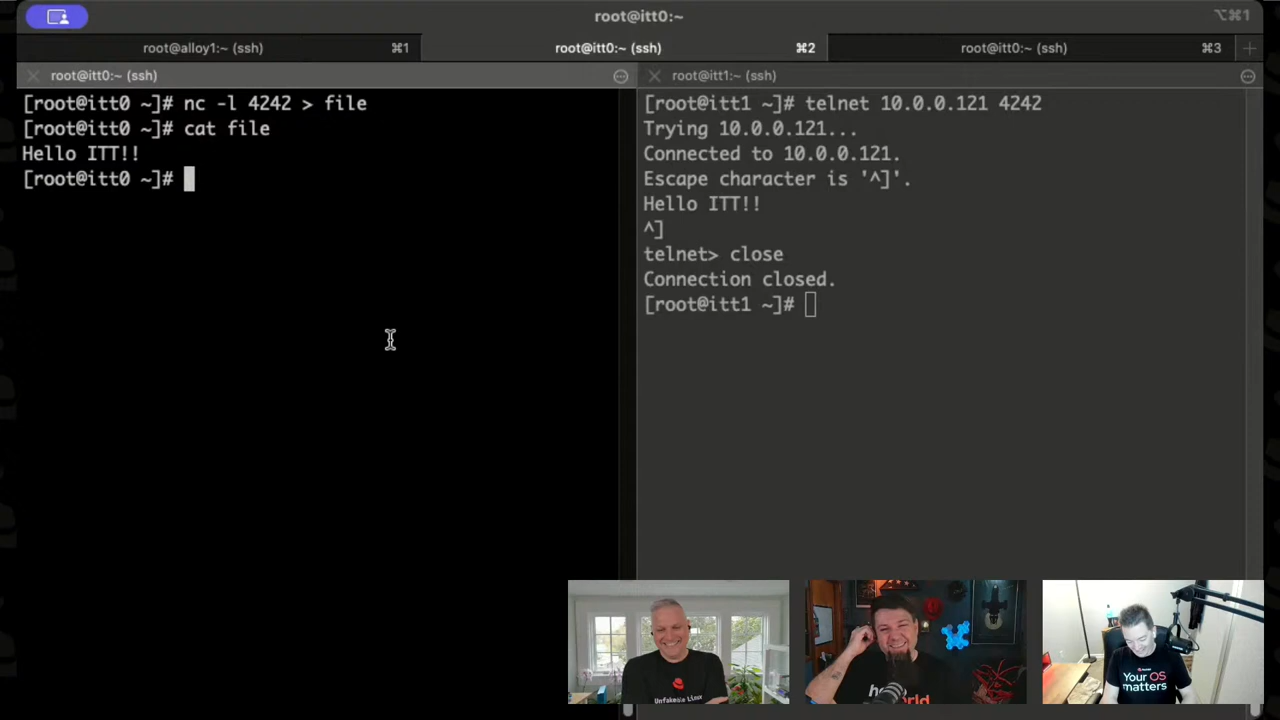 root@itt0:~
⌥⌘1
root@alloy1:~ (ssh) ⌘1
root@itt0:~ (ssh) ⌘2
root@itt0:~ (ssh) ⌘3
root@itt0:~ (ssh)
[root@itt0 ~]# nc -l 4242 > file
[root@itt0 ~]# cat file
Hello ITT!!
[root@itt0 ~]#
root@itt1:~ (ssh)
[root@itt1 ~]# telnet 10.0.0.121 4242
Trying 10.0.0.121...
Connected to 10.0.0.121.
Escape character is '^]'.
Hello ITT!!
^]
telnet> close
Connection closed.
[root@itt1 ~]#
Unfakeable Linux
Your OS
matters